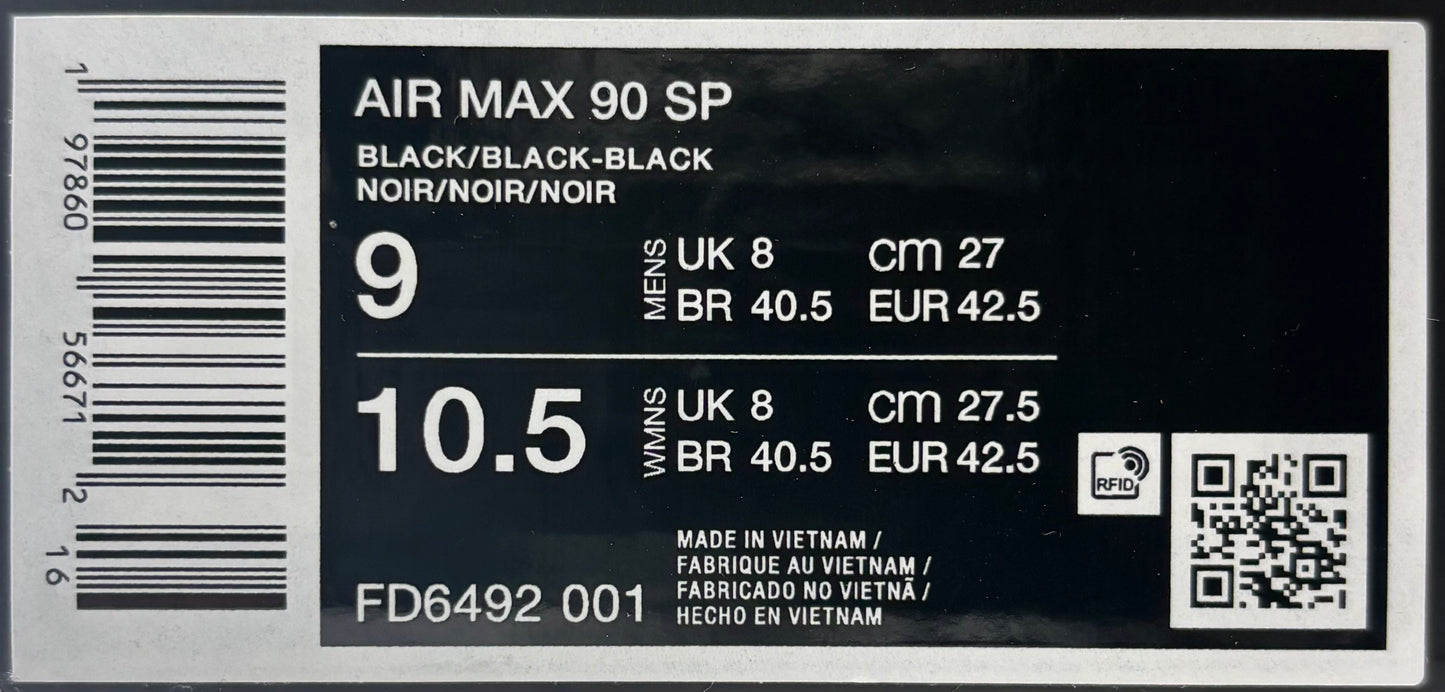 1 97860 56671 2
16
AIR MAX 90 SP
BLACK/BLACK-BLACK
NOIR/NOIR/NOIR
9
MENS
UK 8 cm 27
BR 40.5 EUR 42.5
10.5
WMNS
UK 8 cm 27.5
BR 40.5 EUR 42.5
RFID
FD6492 001
MADE IN VIETNAM /
FABRIQUE AU VIETNAM /
FABRICADO NO VIETNÃ /
HECHO EN VIETNAM